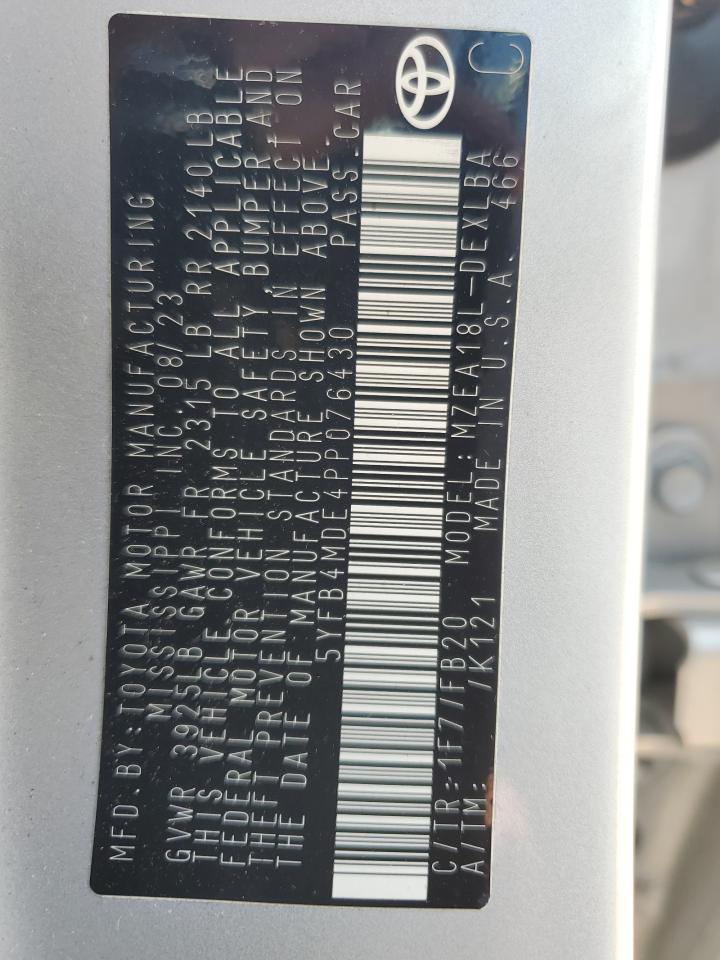 MFD.BY:TOYOTA MOTOR MANUFACTURING
MISSISSIPPI INC. 08/23
GVWR 3925LB GAWR FR 2315 LB RR 2140LB
THIS VEHICLE CONFORMS TO ALL APPLICABLE
FEDERAL MOTOR VEHICLE SAFETY, BUMPER AND
THEFT PREVENTION STANDARDS IN EFFECT ON
THE DATE OF MANUFACTURE SHOWN ABOVE.
5YFB4MDE4PP076430 PASS.CAR
C/TR: 1F7/FB20 MODEL:MZEA18L-DEXLBA
A/TM: /K121 MADE IN U.S.A. 466
C